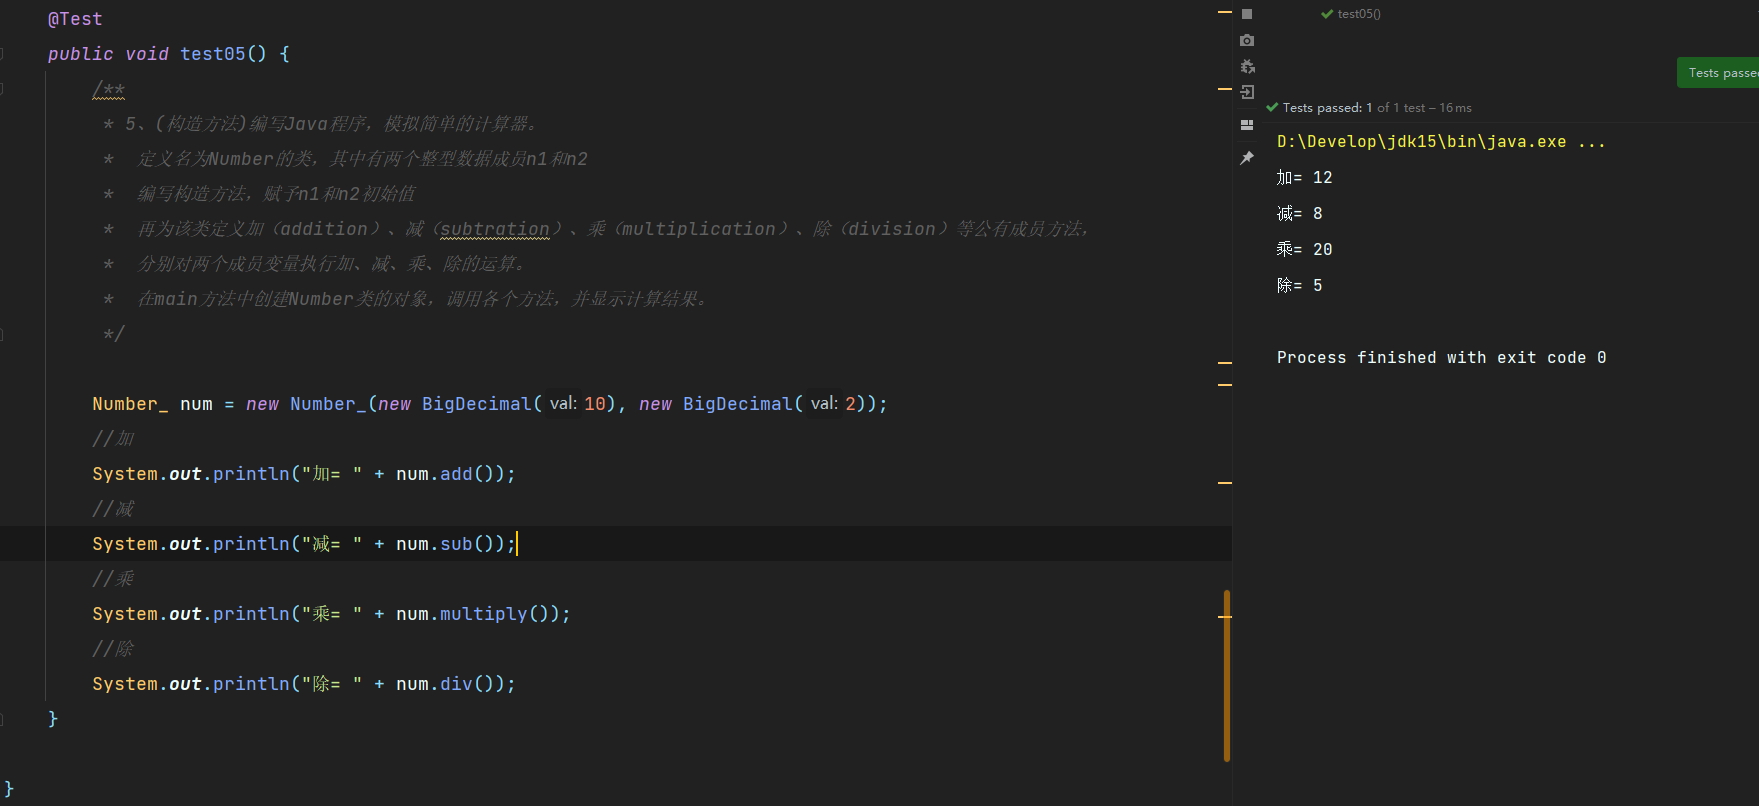 @Test
public void test05() {
/**
* 5、(构造方法)编写Java程序，模拟简单的计算器。
* 定义名为Number的类，其中有两个整型数据成员n1和n2
* 编写构造方法，赋予n1和n2初始值
* 再为该类定义加（addition）、减（subtration）、乘（multiplication）、除（division）等公有成员方法，
* 分别对两个成员变量执行加、减、乘、除的运算。
* 在main方法中创建Number类的对象，调用各个方法，并显示计算结果。
*/
Number_ num = new Number_(new BigDecimal( val: 10), new BigDecimal( val: 2));
//加
System.out.println("加= " + num.add());
//减
System.out.println("减= " + num.sub());
//乘
System.out.println("乘= " + num.multiply());
//除
System.out.println("除= " + num.div());
}
}
test05()
Tests passed: 1 of 1 test – 16 ms
D:\Develop\jdk15\bin\java.exe ...
加= 12
减= 8
乘= 20
除= 5
Process finished with exit code 0